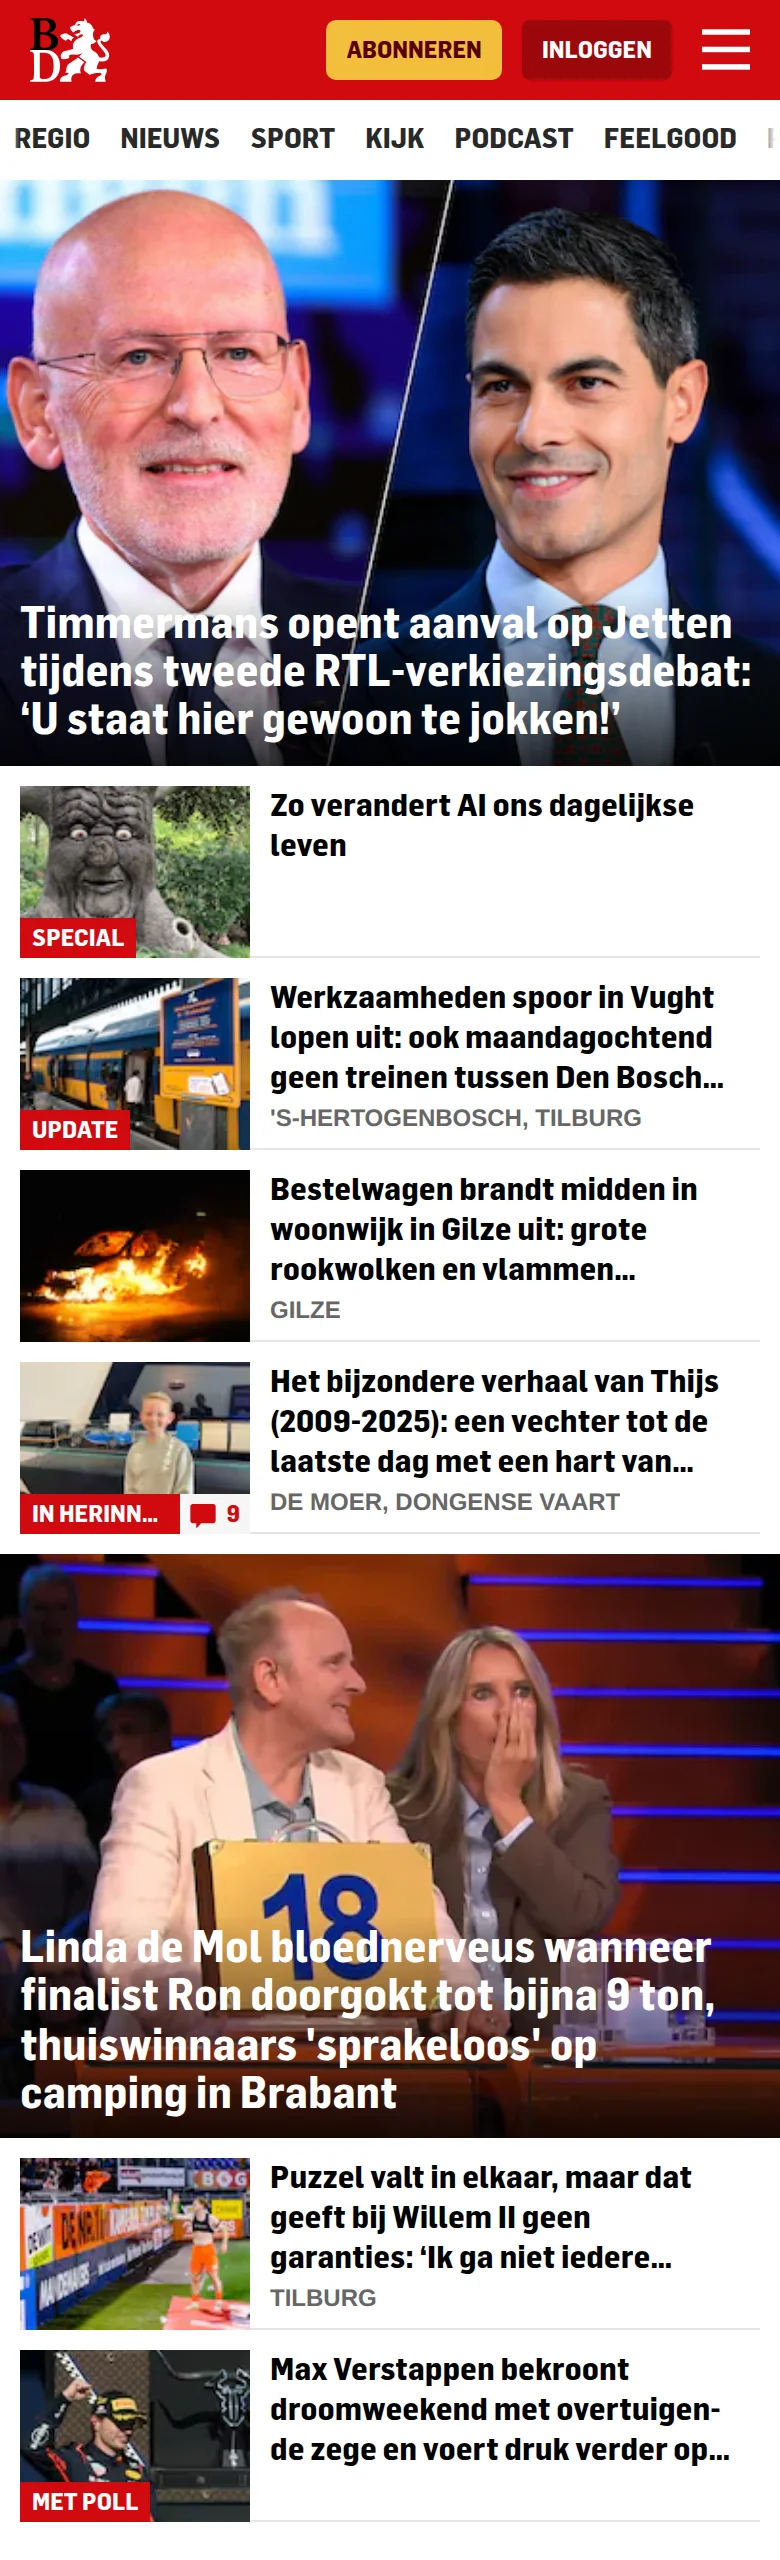 BD
ABONNEREN
INLOGGEN
REGIO NIEUWS SPORT KIJK PODCAST FEELGOOD
Timmermans opent aanval op Jetten
tijdens tweede RTL-verkiezingsdebat:
‘U staat hier gewoon te jokken!’
Zo verandert AI ons dagelijkse
leven
SPECIAL
Werkzaamheden spoor in Vught
lopen uit: ook maandagochtend
geen treinen tussen Den Bosch...
'S-HERTOGENBOSCH, TILBURG
UPDATE
Bestelwagen brandt midden in
woonwijk in Gilze uit: grote
rookwolken en vlammen...
GILZE
Het bijzondere verhaal van Thijs
(2009-2025): een vechter tot de
laatste dag met een hart van...
DE MOER, DONGENSE VAART
IN HERINN...
9
18
Linda de Mol bloednerveus wanneer
finalist Ron doorgokt tot bijna 9 ton,
thuiswinnaars 'sprakeloos' op
camping in Brabant
Puzzel valt in elkaar, maar dat
geeft bij Willem II geen
garanties: ‘Ik ga niet iedere...
TILBURG
Max Verstappen bekroont
droomweekend met overtuigen-
de zege en voert druk verder op...
MET POLL